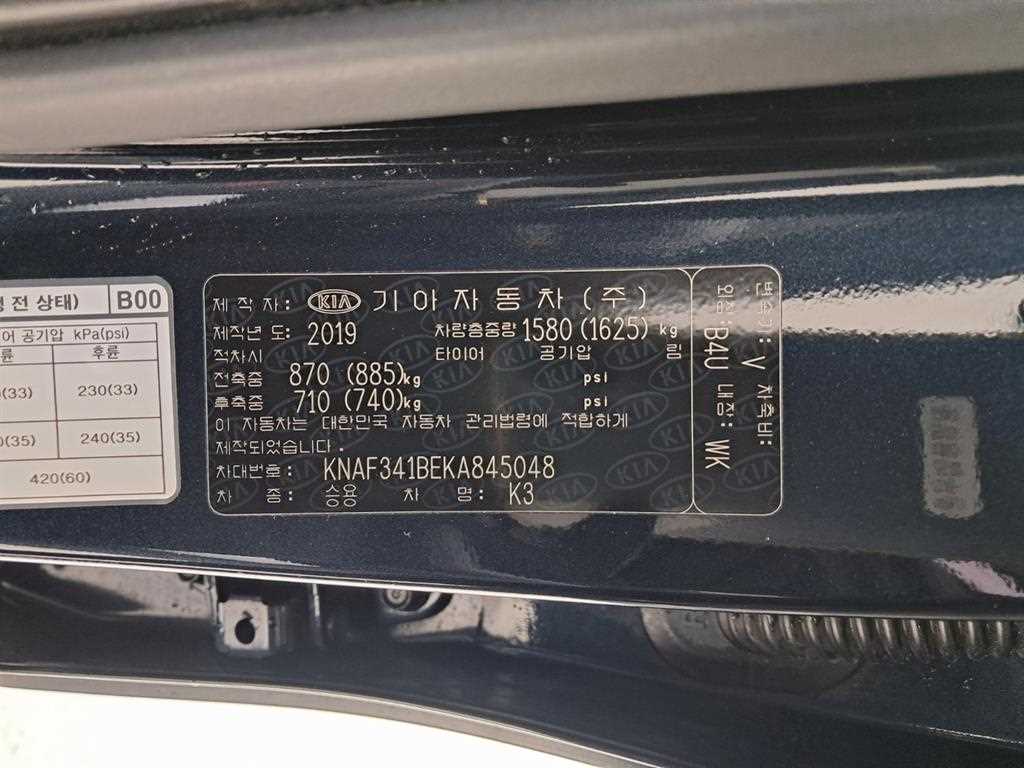 전 상태) B00
공기압 kPa(psi)
후륜
(33) 230(33)
(35) 240(35)
420(60)
제 작 자: KIA 기아자동차(주)
제작년 도: 2019 차량총중량 1580 (1625) kg
적차시 타이어 공기압 림
전축중 870 (885)kg psi
후축중 710 (740)kg psi
이 자동차는 대한민국 자동차 관리법령에 적합하게
제작되었습니다.
차대번호: KNAF341BEKA845048
차 종: 승용 차 명: K3
변속기: V 차축비:
외장: B4U 내장: WK